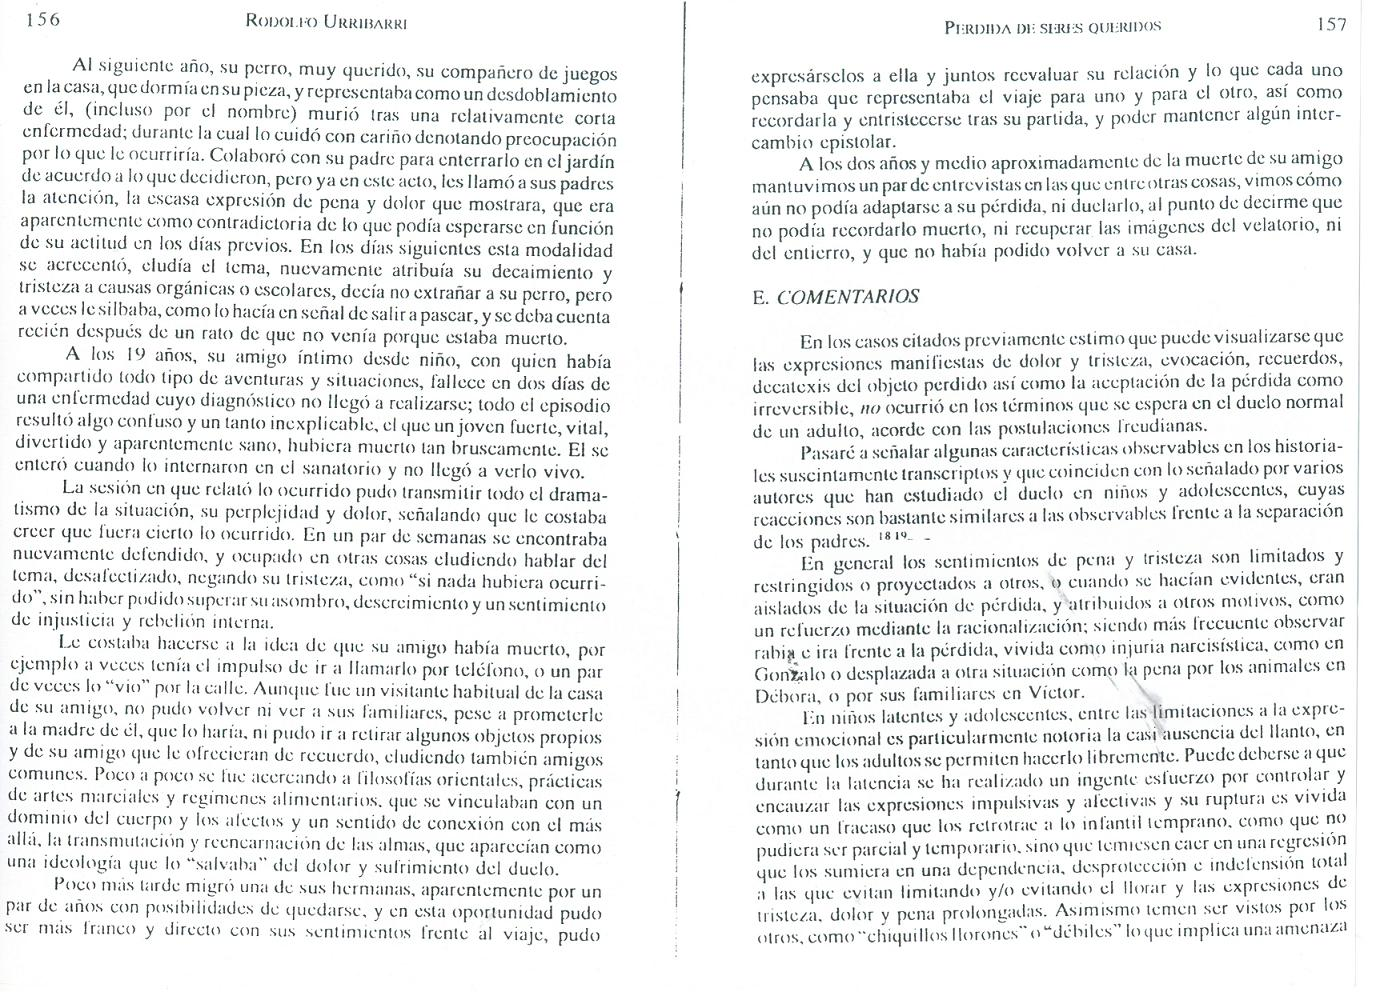 156 RODOLFO URRIBARRI
Al siguiente año, su perro, muy querido, su compañero de juegos
en la casa, que dormía en su pieza, y representaba como un desdoblamiento
de él, (incluso por el nombre) murió tras una relativamente corta
enfermedad; durante la cual lo cuidó con cariño denotando preocupación
por lo que le ocurriría. Colaboró con su padre para enterrarlo en el jardín
de acuerdo a lo que decidieron, pero ya en este acto, les llamó a sus padres
la atención, la escasa expresión de pena y dolor que mostrara, que era
aparentemente como contradictoria de lo que podía esperarse en función
de su actitud en los días previos. En los días siguientes esta modalidad
se acrecentó, eludía el tema, nuevamente atribuía su decaimiento y
tristeza a causas orgánicas o escolares, decía no extrañar a su perro, pero
a veces le silbaba, como lo hacía en señal de salir a pasear, y se deba cuenta
recién después de un rato de que no venía porque estaba muerto.
A los 19 años, su amigo íntimo desde niño, con quien había
compartido todo tipo de aventuras y situaciones, fallece en dos días de
una enfermedad cuyo diagnóstico no llegó a realizarse; todo el episodio
resultó algo confuso y un tanto inexplicable, el que un joven fuerte, vital,
divertido y aparentemente sano, hubiera muerto tan bruscamente. El se
enteró cuando lo internaron en el sanatorio y no llegó a verlo vivo.
La sesión en que relató lo ocurrido pudo transmitir todo el drama-
tismo de la situación, su perplejidad y dolor, señalando que le costaba
creer que fuera cierto lo ocurrido. En un par de semanas se encontraba
nuevamente defendido, y ocupado en otras cosas eludiendo hablar del
tema, desafectizado, negando su tristeza, como “si nada hubiera ocurri-
do”, sin haber podido superar su asombro, descreimiento y un sentimiento
de injusticia y rebelión interna.
Le costaba hacerse a la idea de que su amigo había muerto, por
ejemplo a veces tenía el impulso de ir a llamarlo por teléfono, o un par
de veces lo “vio” por la calle. Aunque fue un visitante habitual de la casa
de su amigo, no pudo volver ni ver a sus familiares, pese a prometerle
a la madre de él, que lo haría, ni pudo ir a retirar algunos objetos propios
y de su amigo que le ofrecieran de recuerdo, eludiendo también amigos
comunes. Poco a poco se fue acercando a filosofías orientales, prácticas
de artes marciales y regímenes alimentarios, que se vinculaban con un
dominio del cuerpo y los afectos y un sentido de conexión con el más
allá, la transmutación y reencarnación de las almas, que aparecían como
una ideología que lo “salvaba” del dolor y sufrimiento del duelo.
Poco más tarde migró una de sus hermanas, aparentemente por un
par de años con posibilidades de quedarse, y en esta oportunidad pudo
ser más franco y directo con sus sentimientos frente al viaje, pudo
PERDIDA DE SERES QUERIDOS 157
expresárselos a ella y juntos reevaluar su relación y lo que cada uno
pensaba que representaba el viaje para uno y para el otro, así como
recordarla y entristecerse tras su partida, y poder mantener algún inter-
cambio epistolar.
A los dos años y medio aproximadamente de la muerte de su amigo
mantuvimos un par de entrevistas en las que entre otras cosas, vimos cómo
aún no podía adaptarse a su pérdida, ni duelarlo, al punto de decirme que
no podía recordarlo muerto, ni recuperar las imágenes del velatorio, ni
del entierro, y que no había podido volver a su casa.
E. COMENTARIOS
En los casos citados previamente estimo que puede visualizarse que
las expresiones manifiestas de dolor y tristeza, evocación, recuerdos,
decatexis del objeto perdido así como la aceptación de la pérdida como
irreversible, no ocurrió en los términos que se espera en el duelo normal
de un adulto, acorde con las postulaciones freudianas.
Pasaré a señalar algunas características observables en los historia-
les suscintamente transcriptos y que coinciden con lo señalado por varios
autores que han estudiado el duelo en niños y adolescentes, cuyas
reacciones son bastante similares a las observables frente a la separación
de los padres. 18 19
En general los sentimientos de pena y tristeza son limitados y
restringidos o proyectados a otros, o cuando se hacían evidentes, eran
aislados de la situación de pérdida, y atribuidos a otros motivos, como
un refuerzo mediante la racionalización; siendo más frecuente observar
rabia e ira frente a la pérdida, vivida como injuria narcisística, como en
Gonzalo o desplazada a otra situación como la pena por los animales en
Débora, o por sus familiares en Víctor.
En niños latentes y adolescentes, entre las limitaciones a la expre-
sión emocional es particularmente notoria la casi ausencia del llanto, en
tanto que los adultos se permiten hacerlo libremente. Puede deberse a que
durante la latencia se ha realizado un ingente esfuerzo por controlar y
encauzar las expresiones impulsivas y afectivas y su ruptura es vivida
como un fracaso que los retrotrae a lo infantil temprano, como que no
pudiera ser parcial y temporario, sino que temiesen caer en una regresión
que los sumiera en una dependencia, desprotección e indefensión total
a las que evitan limitando y/o evitando el llorar y las expresiones de
tristeza, dolor y pena prolongadas. Asimismo temen ser vistos por los
otros, como “chiquillos llorones” o “débiles” lo que implica una amenaza